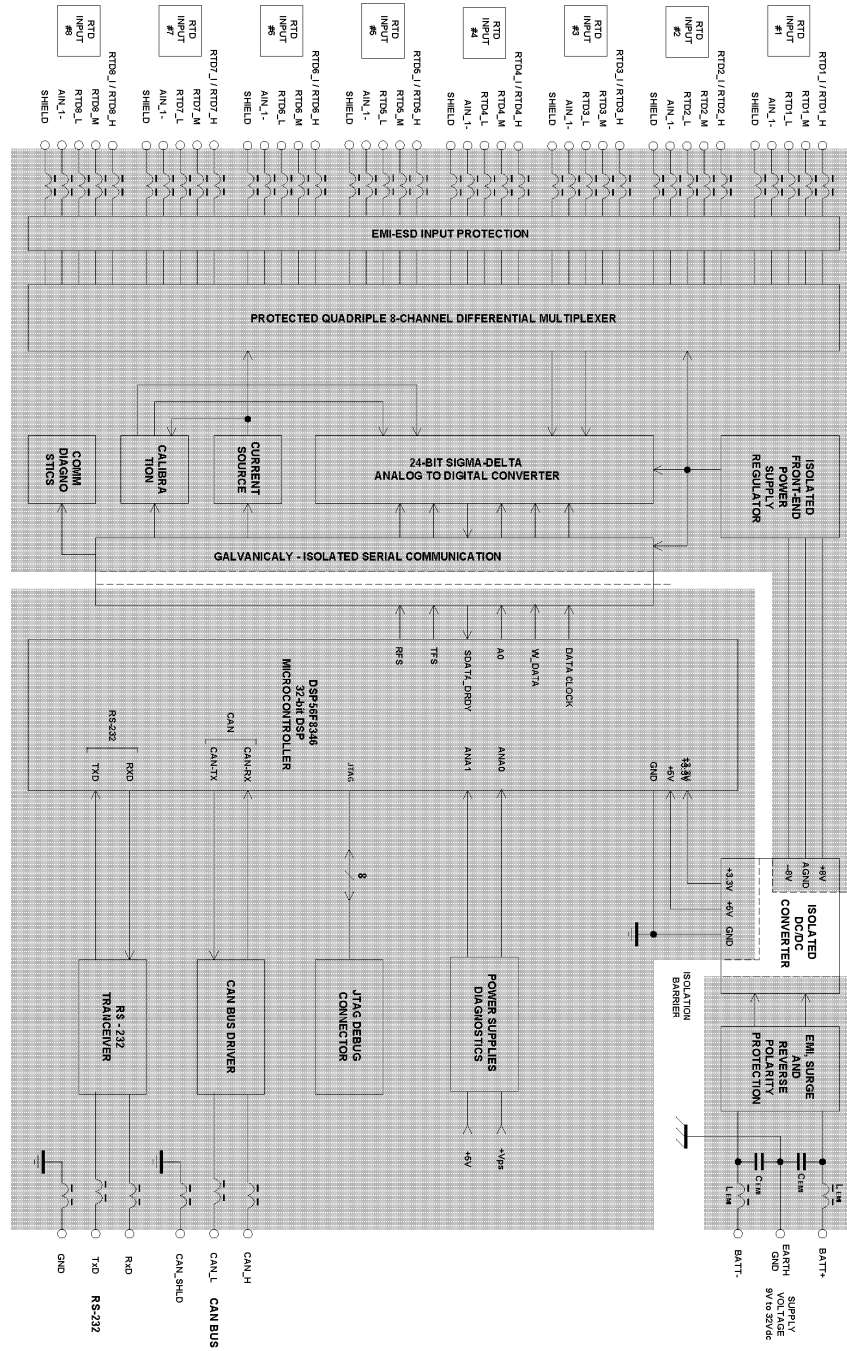 RTD
INPUT
#8
RTD
INPUT
#7
RTD
INPUT
#6
RTD
INPUT
#5
RTD
INPUT
#4
RTD
INPUT
#3
RTD
INPUT
#2
RTD
INPUT
#1
RTD8_I / RTD8_H
RTD8_M
RTD8_L
AIN_1-
SHIELD
RTD7_I / RTD7_H
RTD7_M
RTD7_L
AIN_1-
SHIELD
RTD6_I / RTD6_H
RTD6_M
RTD6_L
AIN_1-
SHIELD
RTD5_I / RTD5_H
RTD5_M
RTD5_L
AIN_1-
SHIELD
RTD4_I / RTD4_H
RTD4_M
RTD4_L
AIN_1-
SHIELD
RTD3_I / RTD3_H
RTD3_M
RTD3_L
AIN_1-
SHIELD
RTD2_I / RTD2_H
RTD2_M
RTD2_L
AIN_1-
SHIELD
RTD1_I / RTD1_H
RTD1_M
RTD1_L
AIN_1-
SHIELD
EMI-ESD INPUT PROTECTION
PROTECTED QUADRIPLE 8-CHANNEL DIFFERENTIAL MULTIPLEXER
COMM
DIAGNO
STICS
CALIBRA
TION
CURRENT
SOURCE
24-BIT SIGMA-DELTA
ANALOG TO DIGITAL CONVERTER
ISOLATED
FRONT-END
POWER
SUPPLY
REGULATOR
GALVANICALY - ISOLATED SERIAL COMMUNICATION
RFS
TFS
SDATA_DRDY
A0
W_DATA
DATA CLOCK
DSP56F8346
32-bit DSP
MICROCONTROLLER
RS-232
TXD
RXD
CAN
CAN-TX
CAN-RX
JTAG
ANA1
ANA0
GND
+5V
+3.3V
8
+8V
AGND
-8V
ISOLATED
DC/DC
CONVERTER
+3.3V
+5V
GND
ISOLATION
BARRIER
RS - 232
TRANCEIVER
CAN BUS DRIVER
JTAG DEBUG
CONNECTOR
POWER SUPPLIES
DIAGNOSTICS
EMI, SURGE
AND
REVERSE
POLARITY
PROTECTION
+5V
+Vps
CEMI
CEMI
LEMI
LEMI
GND
TxD
RxD
RS-232
CAN_SHLD
CAN_L
CAN_H
CAN BUS
BATT-
EARTH
GND
BATT+
SUPPLY
VOLTAGE
9V to 32Vdc